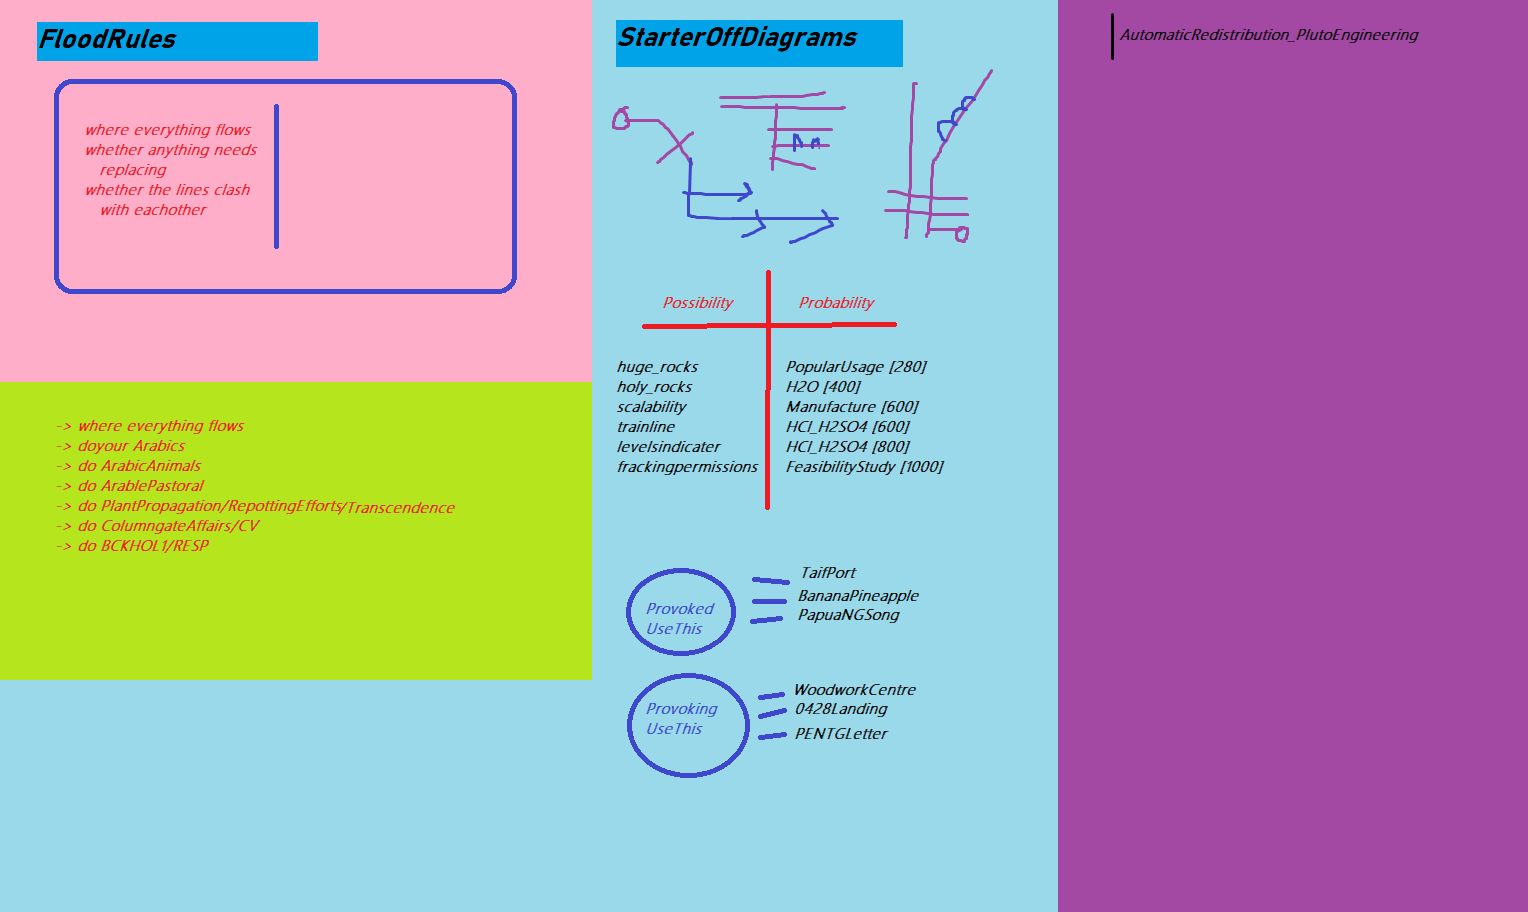 FloodRules
where everything flows
whether anything needs
replacing
whether the lines clash
with eachother
-> where everything flows
-> doyour Arabics
-> do ArabicAnimals
-> do ArablePastoral
-> do PlantPropagation/RepottingEfforts/Transcendence
-> do ColumngateAffairs/CV
-> do BCKHOL1/RESP
StarterOffDiagrams
Possibility Probability
huge_rocks PopularUsage [280]
holy_rocks H2O [400]
scalability Manufacture [600]
trainline HCl_H2SO4 [600]
levelsindicater HCl_H2SO4 [800]
frackingpermissions FeasibilityStudy [1000]
Provoked
UseThis
TaifPort
BananaPineapple
PapuaNGSong
Provoking
UseThis
WoodworkCentre
0428Landing
PENTGLetter
AutomaticRedistribution_PlutoEngineering